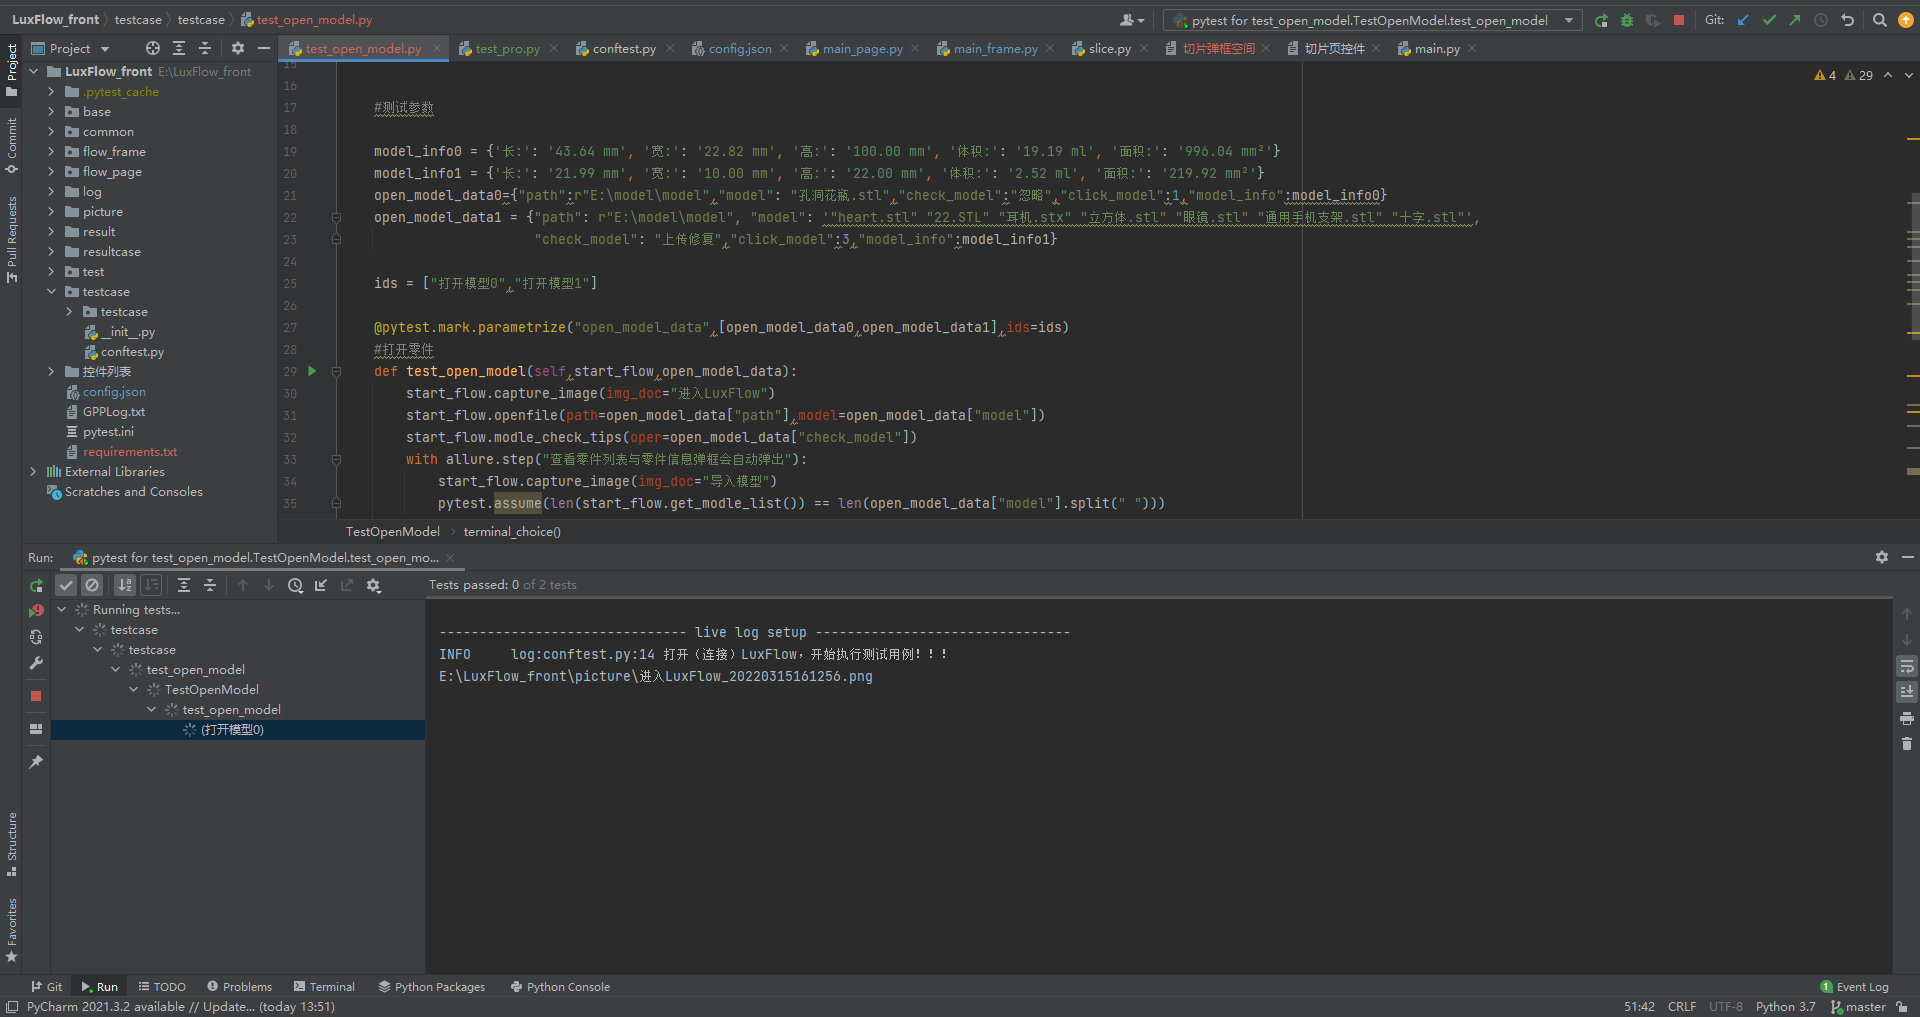 LuxFlow_front testcase testcase test_open_model.py
pytest for test_open_model.TestOpenModel.test_open_model Git:
Project
test_open_model.py test_pro.py conftest.py config.json main_page.py main_frame.py slice.py 切片弹框空间 切片页控件 main.py
LuxFlow_front E:\LuxFlow_front
.pytest_cache
base
common
flow_frame
flow_page
log
picture
result
resultcase
test
testcase
testcase
__init__.py
conftest.py
控件列表
config.json
GPPLog.txt
pytest.ini
requirements.txt
External Libraries
Scratches and Consoles
Project
Commit
Pull Requests
Structure
Favorites
4 29
15
16
17 #测试参数
18
19 model_info0 = {'长:': '43.64 mm', '宽:': '22.82 mm', '高:': '100.00 mm', '体积:': '19.19 ml', '面积:': '996.04 mm²'}
20 model_info1 = {'长:': '21.99 mm', '宽:': '10.00 mm', '高:': '22.00 mm', '体积:': '2.52 ml', '面积:': '219.92 mm²'}
21 open_model_data0={"path":r"E:\model\model","model": "孔洞花瓶.stl","check_model":"忽略","click_model":1,"model_info":model_info0}
22 open_model_data1 = {"path": r"E:\model\model", "model": '"heart.stl" "22.STL" "耳机.stx" "立方体.stl" "眼镜.stl" "通用手机支架.stl" "十字.stl"',
23 "check_model": "上传修复","click_model":3,"model_info":model_info1}
24
25 ids = ["打开模型0","打开模型1"]
26
27 @pytest.mark.parametrize("open_model_data",[open_model_data0,open_model_data1],ids=ids)
28 #打开零件
29 def test_open_model(self,start_flow,open_model_data):
30 start_flow.capture_image(img_doc="进入LuxFlow")
31 start_flow.openfile(path=open_model_data["path"],model=open_model_data["model"])
32 start_flow.modle_check_tips(oper=open_model_data["check_model"])
33 with allure.step("查看零件列表与零件信息弹框会自动弹出"):
34 start_flow.capture_image(img_doc="导入模型")
35 pytest.assume(len(start_flow.get_modle_list()) == len(open_model_data["model"].split(" ")))
TestOpenModel terminal_choice()
Run: pytest for test_open_model.TestOpenModel.test_open_mo...
Tests passed: 0 of 2 tests
Running tests...
testcase
testcase
test_open_model
TestOpenModel
test_open_model
(打开模型0)
------------------------------- live log setup --------------------------------
INFO log:conftest.py:14 打开（连接）LuxFlow，开始执行测试用例！！！
E:\LuxFlow_front\picture\进入LuxFlow_20220315161256.png
Git Run TODO Problems Terminal Python Packages Python Console 1 Event Log
PyCharm 2021.3.2 available // Update... (today 13:51) 51:42 CRLF UTF-8 Python 3.7 master